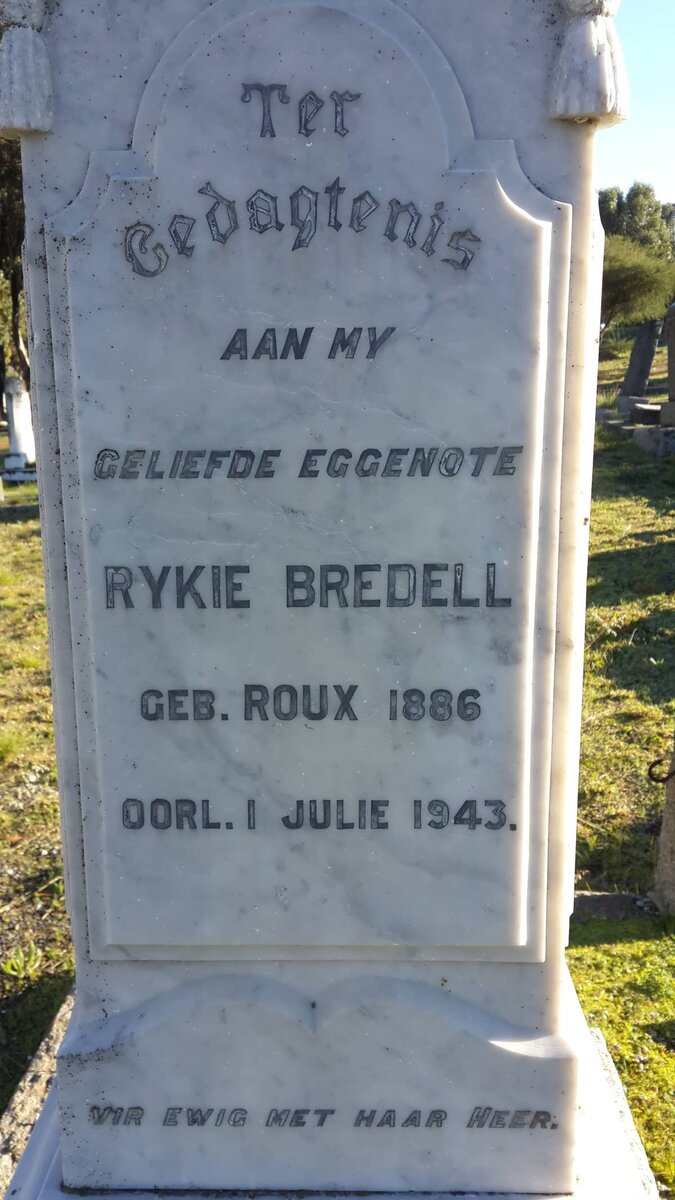 Ter
Gedagtenis
AAN MY
GELIEFDE EGGENOTE
RYKIE BREDELL
GEB. ROUX 1886
OORL. 1 JULIE 1943.
VIR EWIG MET HAAR HEER.